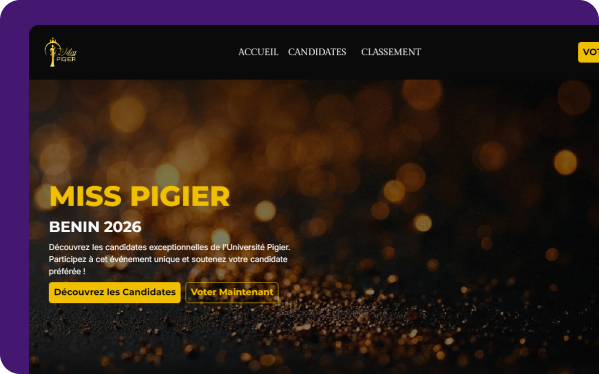 Miss
PIGIER
ACCUEIL CANDIDATES CLASSEMENT
VOT
MISS PIGIER
BENIN 2026
Découvrez les candidates exceptionnelles de l'Université Pigier.
Participez à cet événement unique et soutenez votre candidate
préférée !
Découvrez les Candidates Voter Maintenant